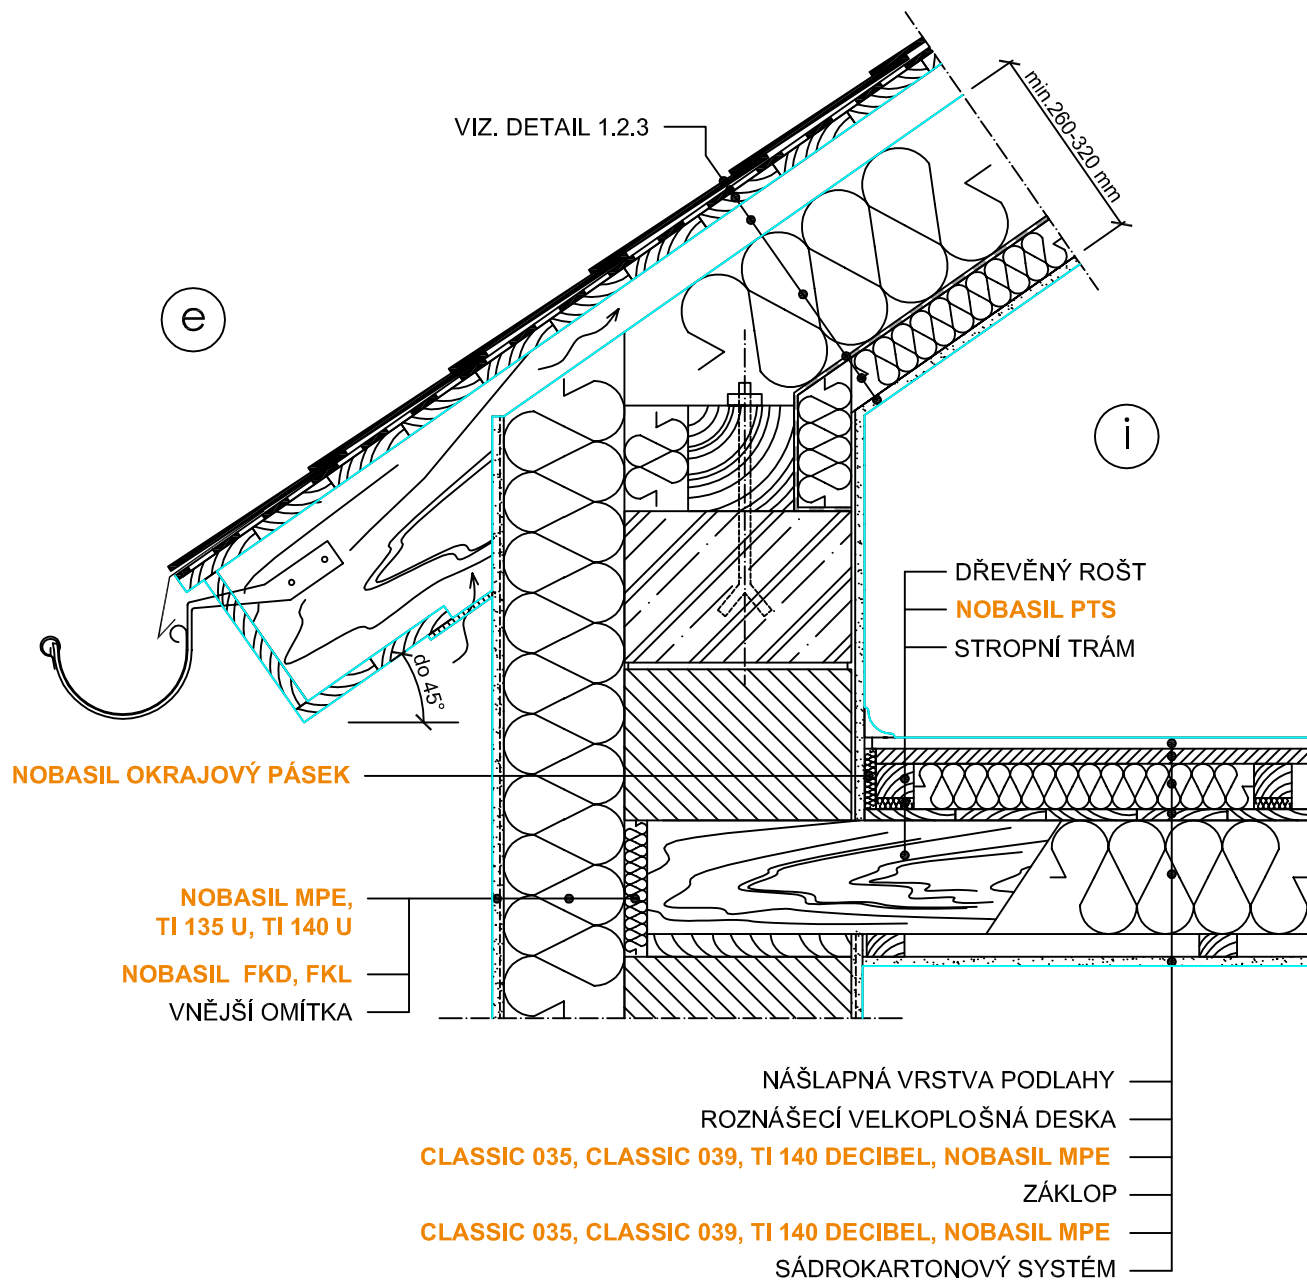 VIZ. DETAIL 1.2.3
min.260-320 mm
e
i
DŘEVĚNÝ ROŠT
NOBASIL PTS
STROPNÍ TRÁM
do 45°
NOBASIL OKRAJOVÝ PÁSEK
NOBASIL MPE,
TI 135 U, TI 140 U
NOBASIL FKD, FKL
VNĚJŠÍ OMÍTKA
NÁŠLAPNÁ VRSTVA PODLAHY
ROZNÁŠECÍ VELKOPLOŠNÁ DESKA
CLASSIC 035, CLASSIC 039, TI 140 DECIBEL, NOBASIL MPE
ZÁKLOP
CLASSIC 035, CLASSIC 039, TI 140 DECIBEL, NOBASIL MPE
SÁDROKARTONOVÝ SYSTÉM